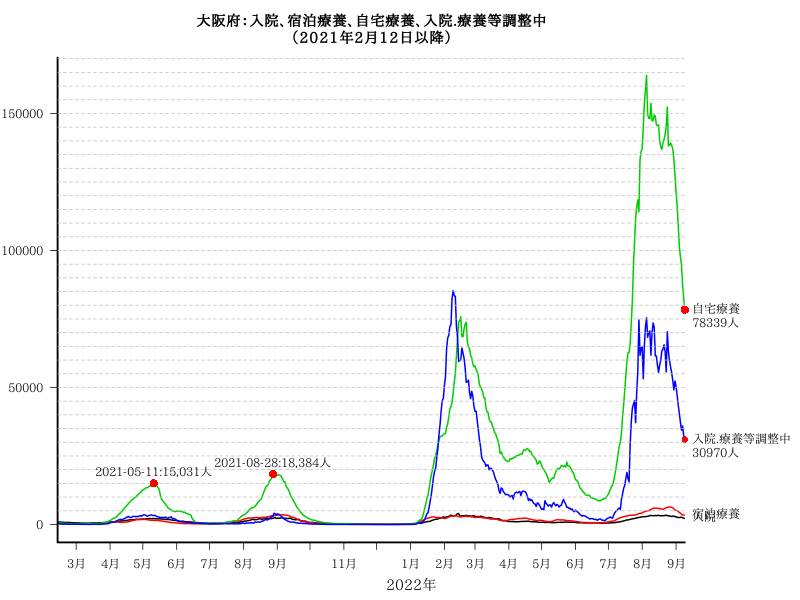 大阪府：入院、宿泊療養、自宅療養、入院.療養等調整中
（2021年2月12日以降）
150000
100000
50000
0
2021-05-11:15,031人
2021-08-28:18,384人
自宅療養
78339人
入院.療養等調整中
30970人
宿泊療養
入院
3月 4月 5月 6月 7月 8月 9月 11月 1月 2月 3月 4月 5月 6月 7月 8月 9月
2022年